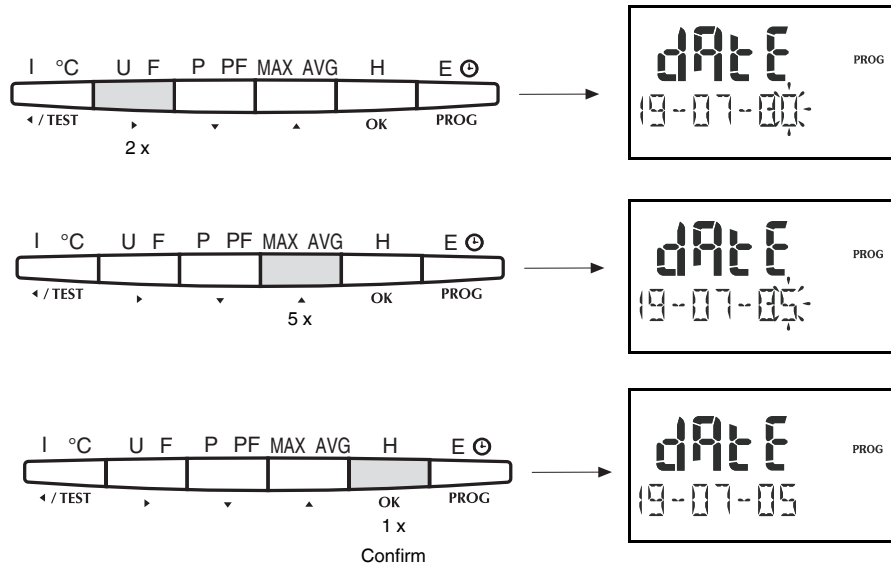 I °C U F P PF MAX AVG H E
◂ / TEST ▸ ▾ ▴ OK PROG
2 x
dAtE PROG
19-07-00
I °C U F P PF MAX AVG H E
◂ / TEST ▸ ▾ ▴ OK PROG
5 x
dAtE PROG
19-07-05
I °C U F P PF MAX AVG H E
◂ / TEST ▸ ▾ ▴ OK PROG
1 x
Confirm
dAtE PROG
19-07-05